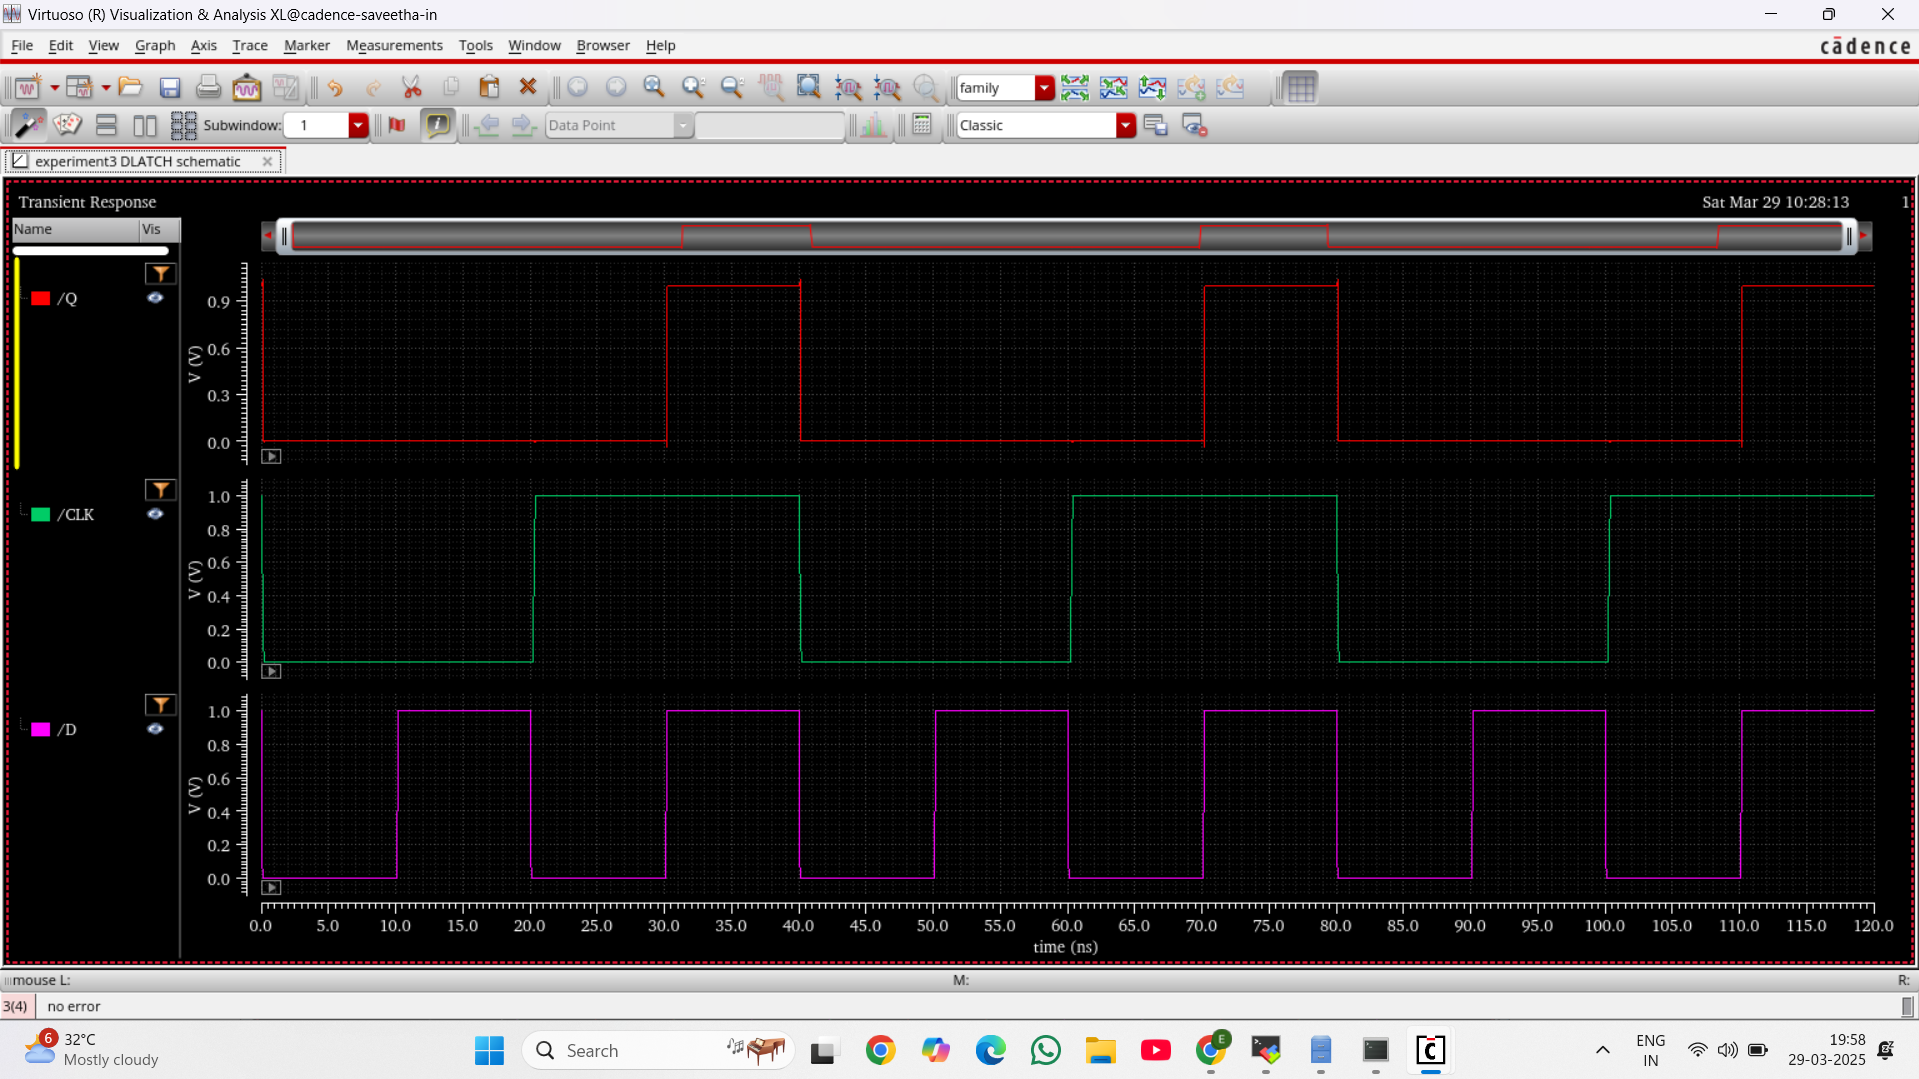 Virtuoso (R) Visualization & Analysis XL@cadence-saveetha-in
File Edit View Graph Axis Trace Marker Measurements Tools Window Browser Help
cādence
family
Subwindow: 1 Data Point Classic
experiment3 DLATCH schematic
Transient Response Sat Mar 29 10:28:13 1
Name Vis
/Q
V (V)
0.9
0.6
0.3
0.0
/CLK
V (V)
1.0
0.8
0.6
0.4
0.2
0.0
/D
V (V)
1.0
0.8
0.6
0.4
0.2
0.0
0.0 5.0 10.0 15.0 20.0 25.0 30.0 35.0 40.0 45.0 50.0 55.0 60.0 65.0 70.0 75.0 80.0 85.0 90.0 95.0 100.0 105.0 110.0 115.0 120.0
time (ns)
mouse L: M: R:
3(4) no error
6
32°C
Mostly cloudy
Search
E
ENG
IN
19:58
29-03-2025